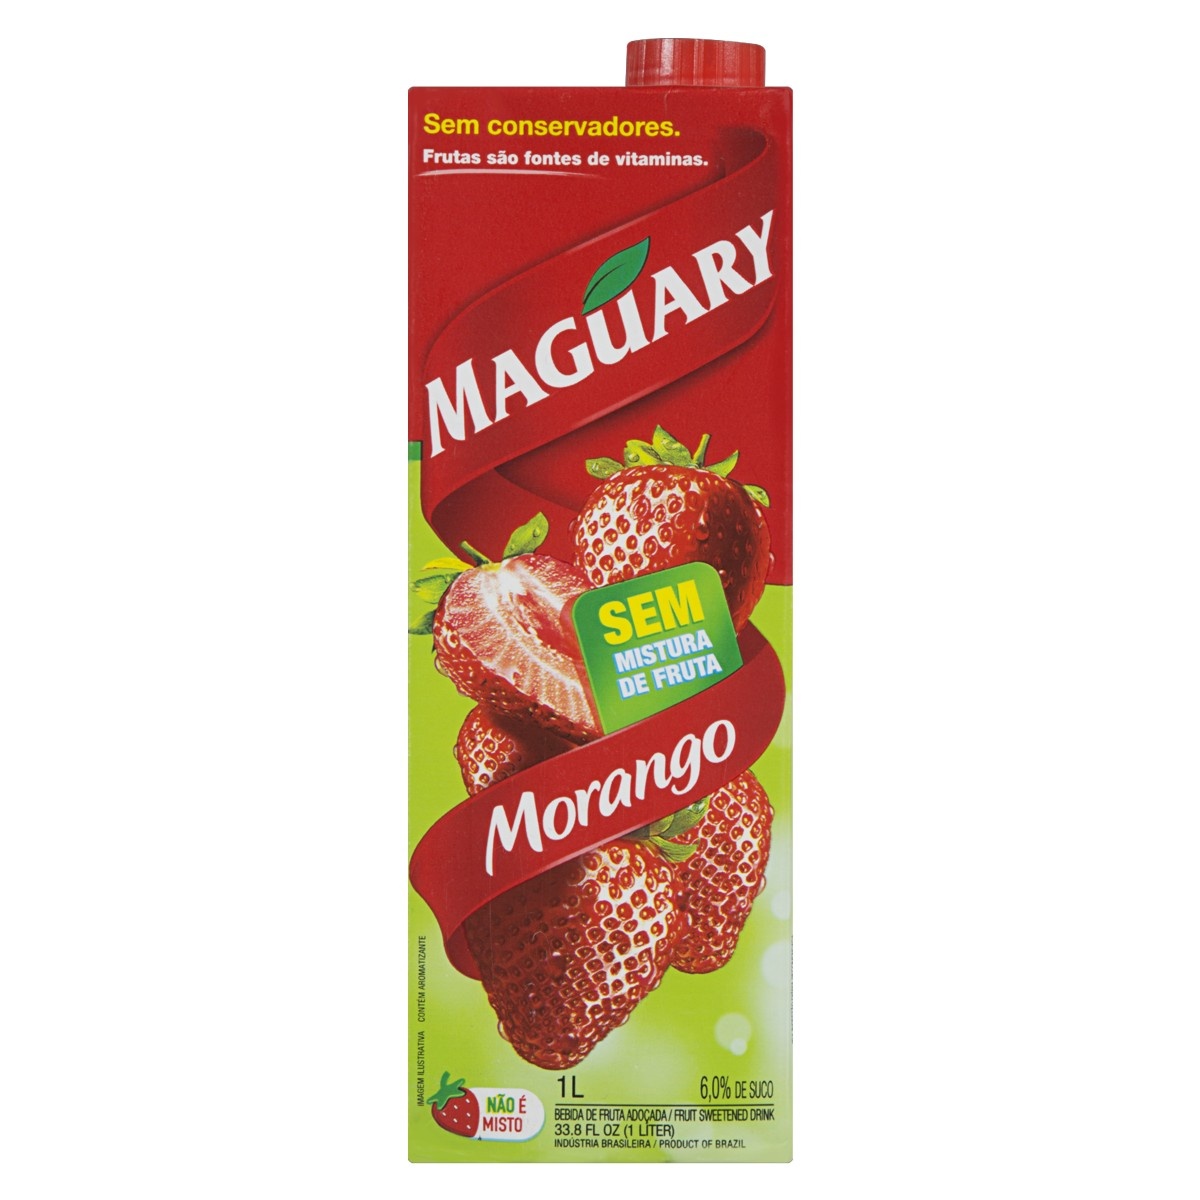 Sem conservadores.
Frutas são fontes de vitaminas.
MAGUARY
SEM
MISTURA
DE FRUTA
Morango
IMAGEM ILUSTRATIVA CONTÉM AROMATIZANTE
NÃO É
MISTO
1L 6,0% DE SUCO
BEBIDA DE FRUTA ADOÇADA / FRUIT SWEETENED DRINK
33.8 FL OZ (1 LITER)
INDÚSTRIA BRASILEIRA / PRODUCT OF BRAZIL